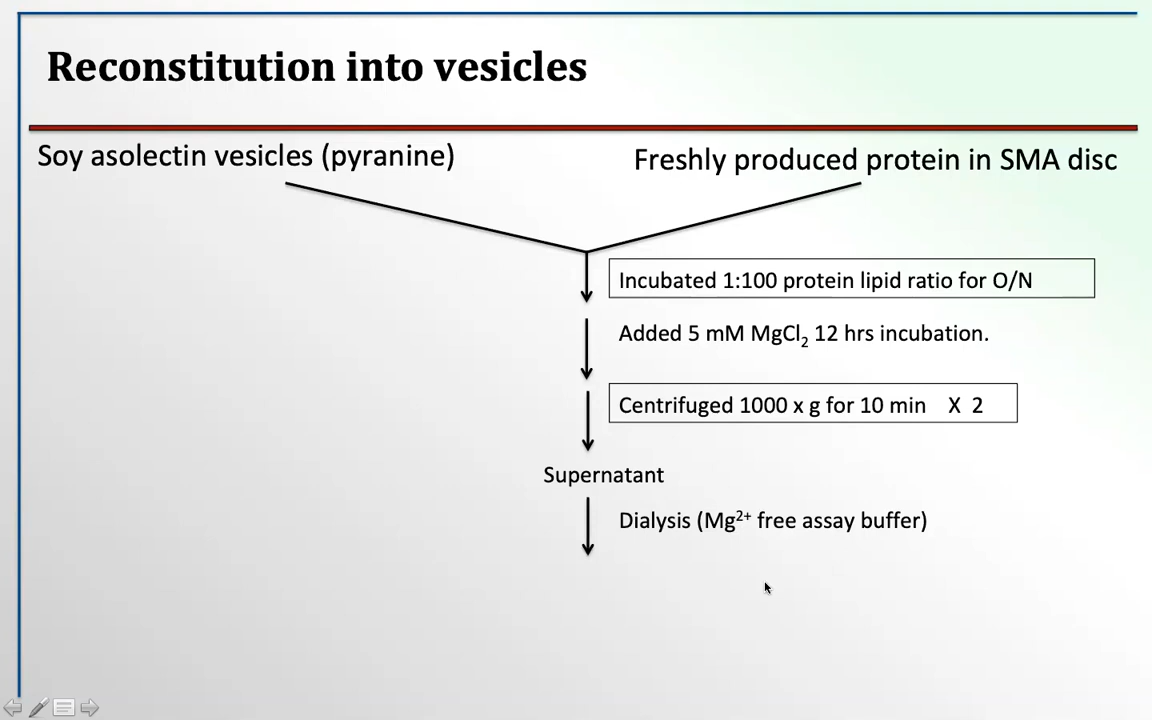 Reconstitution into vesicles
Soy asolectin vesicles (pyranine)
Freshly produced protein in SMA disc
Incubated 1:100 protein lipid ratio for O/N
Added 5 mM MgCl₂ 12 hrs incubation.
Centrifuged 1000 x g for 10 min X 2
Supernatant
Dialysis (Mg²⁺ free assay buffer)